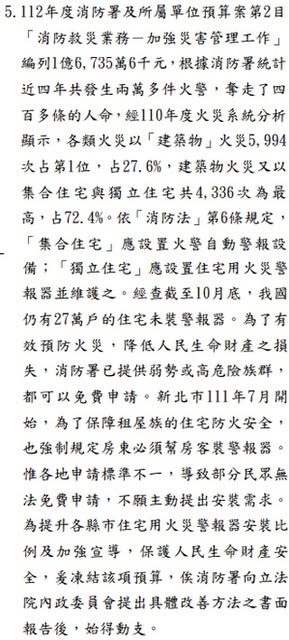 5.112年度消防署及所屬單位預算案第2目
「消防救災業務－加強災害管理工作」
編列1億6,735萬6千元，根據消防署統計
近四年共發生兩萬多件火警，奪走了四
百多條的人命，經110年度火災系統分析
顯示，各類火災以「建築物」火災5,994
次占第1位，占27.6%，建築物火災又以
集合住宅與獨立住宅共4,336次為最
高，占72.4%。依「消防法」第6條規定，
「集合住宅」應設置火警自動警報設
備；「獨立住宅」應設置住宅用火災警
報器並維護之。經查截至10月底，我國
仍有27萬戶的住宅未裝警報器。為了有
效預防火災，降低人民生命財產之損
失，消防署已提供弱勢或高危險族群，
都可以免費申請。新北市111年7月開
始，為了保障租屋族的住宅防火安全，
也強制規定房東必須幫房客裝警報器。
惟各地申請標準不一，導致部分民眾無
法免費申請，不願主動提出安裝需求。
為提升各縣市住宅用火災警報器安裝比
例及加強宣導，保護人民生命財產安
全，爰凍結該項預算，俟消防署向立法
院內政委員會提出具體改善方法之書面
報告後，始得動支。